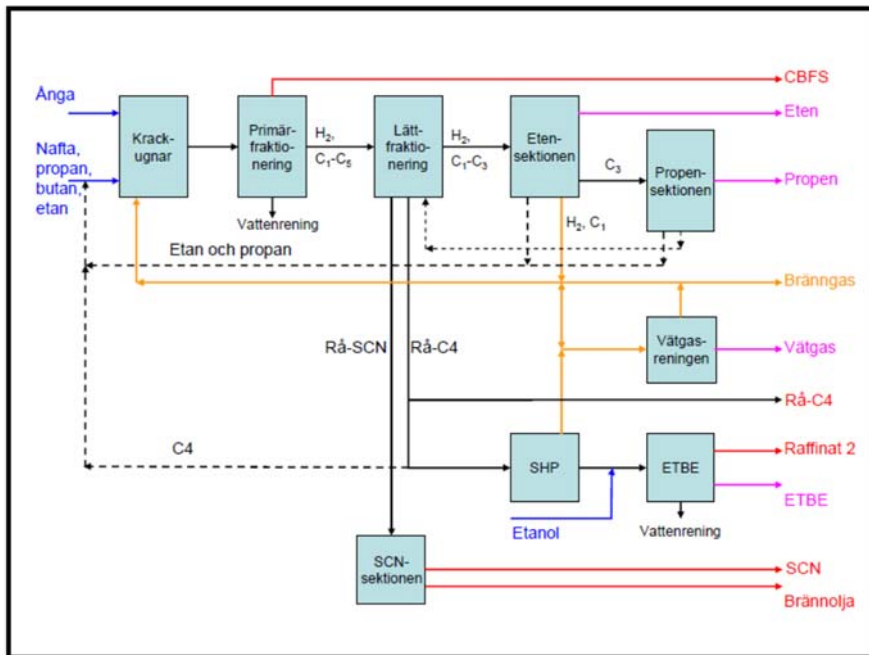 CBFS
Ånga
Krack-
ugnar
Primär-
fraktio-
nering
H2,
C1-C5
Lätt-
fraktio-
nering
H2,
C1-C3
Eten-
sektionen
Eten
C3
Propen-
sektionen
Propen
Nafta,
propan,
butan,
etan
Vattenrening
H2, C1
Etan och propan
Bränngas
Rå-SCN
Rå-C4
Vätgas-
reningen
Vätgas
Rå-C4
C4
SHP
ETBE
Raffinat 2
ETBE
Etanol
Vattenrening
SCN-
sektionen
SCN
Brännolja